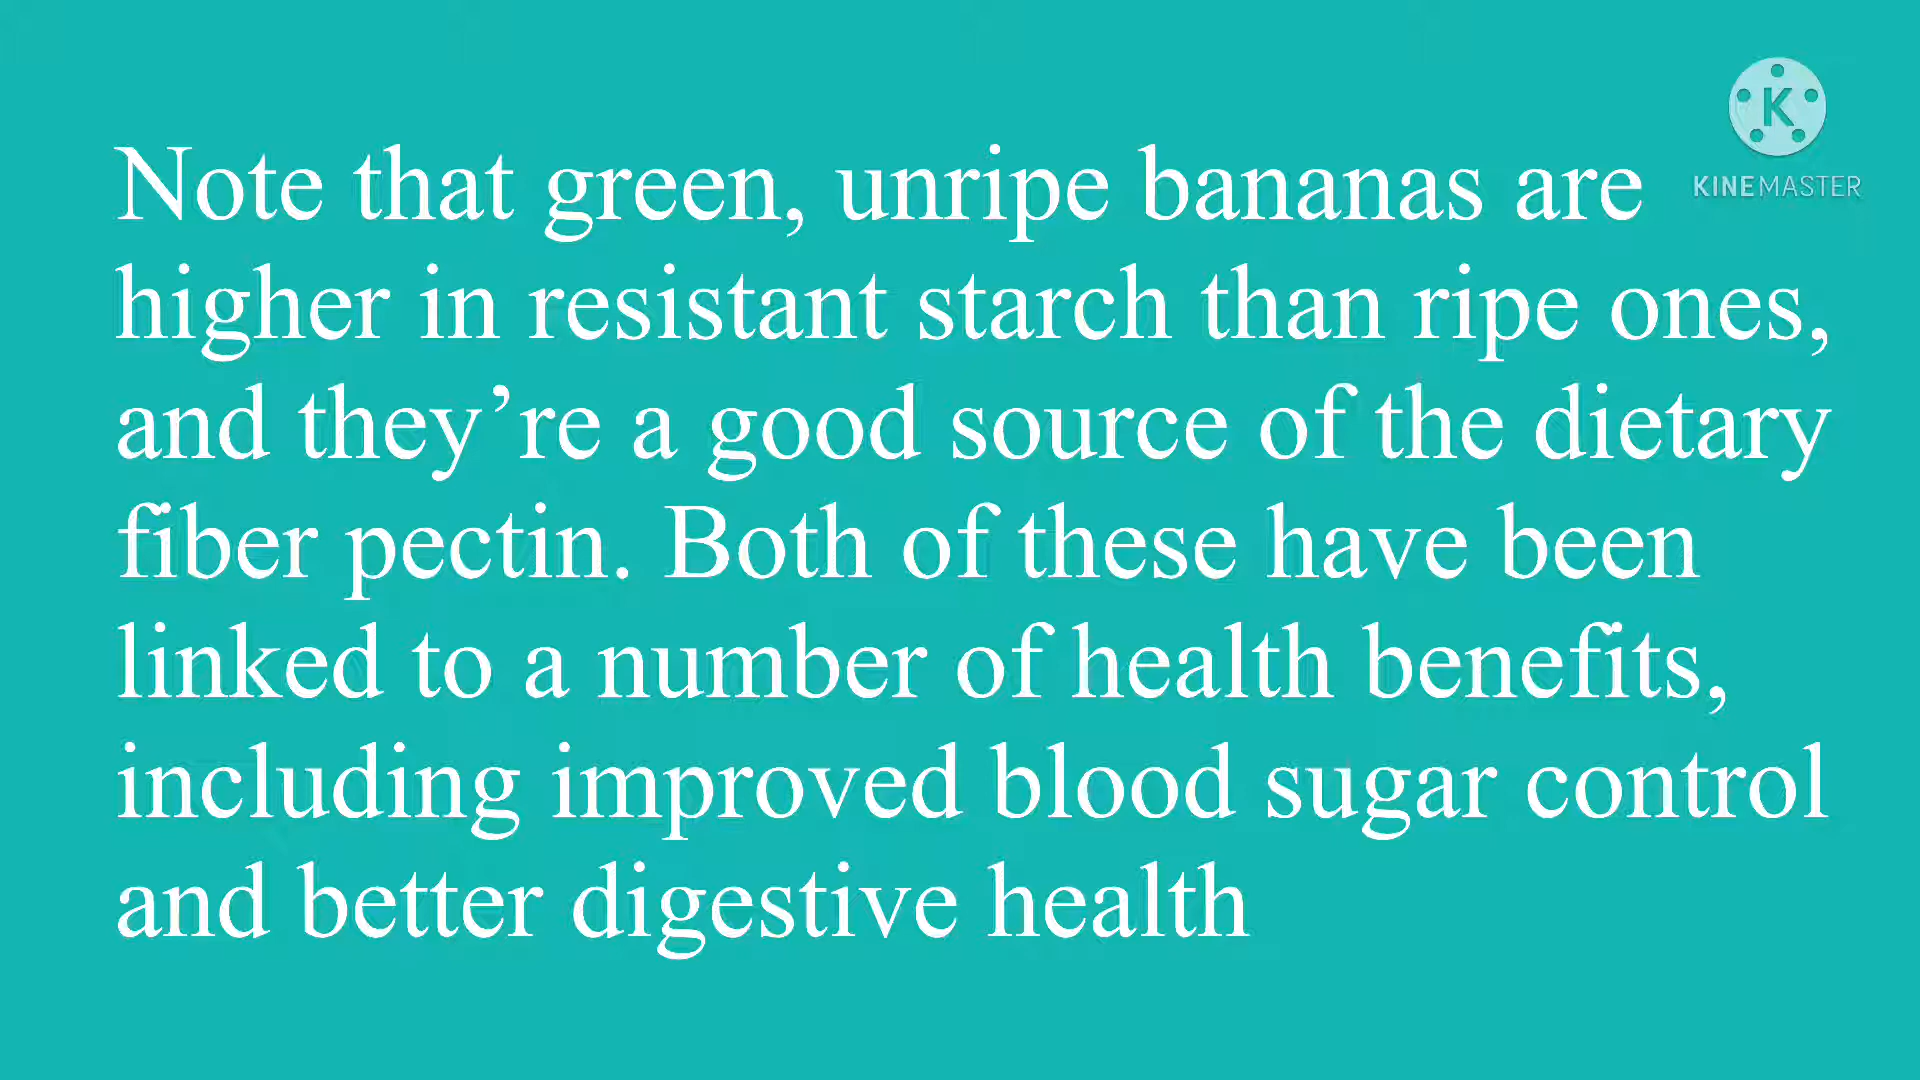 Note that green, unripe bananas are
higher in resistant starch than ripe ones,
and they’re a good source of the dietary
fiber pectin. Both of these have been
linked to a number of health benefits,
including improved blood sugar control
and better digestive health
K
KINEMASTER